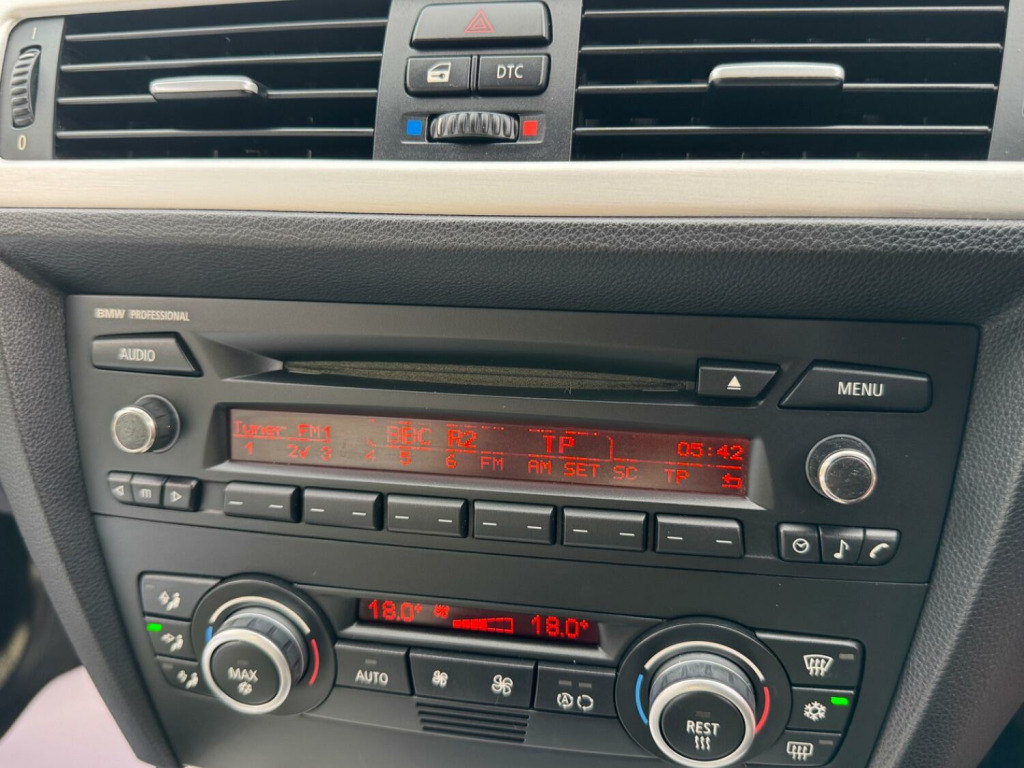 I
0
DTC
BMW PROFESSIONAL
AUDIO
MENU
Tuner FM1 BBC R2 TP 05:42
1 2✓ 3 4 5 6 FM AM SET SC TP
m
18.0° 18.0°
MAX
AUTO
A
REST